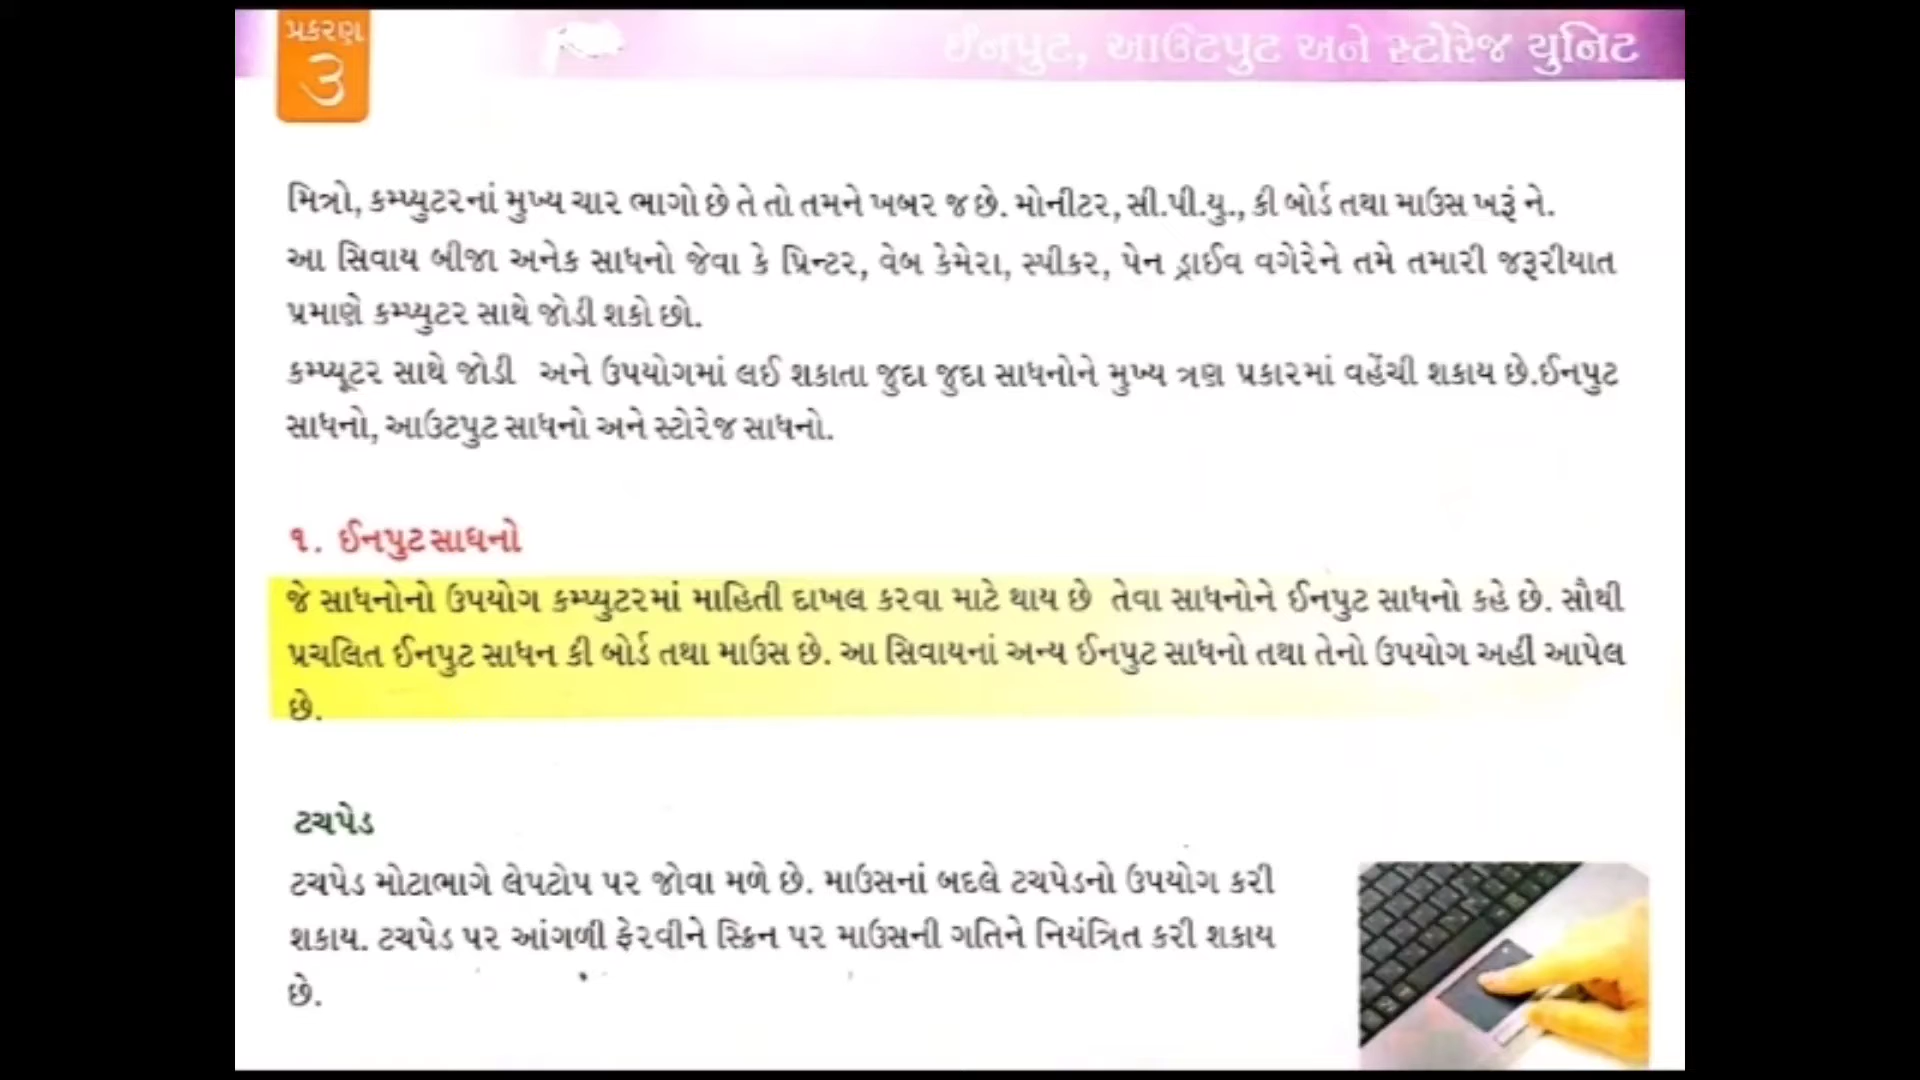 પ્રકરણ
૩
ઈનપુટ, આઉટપુટ અને સ્ટોરેજ યુનિટ
મિત્રો, કમ્પ્યુટરનાં મુખ્ય ચાર ભાગો છે તે તો તમને ખબર જ છે. મોનીટર, સી.પી.યુ., કી બોર્ડ તથા માઉસ ખરૂં ને.
આ સિવાય બીજા અનેક સાધનો જેવા કે પ્રિન્ટર, વેબ કેમેરા, સ્પીકર, પેન ડ્રાઈવ વગેરેને તમે તમારી જરૂરીયાત
પ્રમાણે કમ્પ્યુટર સાથે જોડી શકો છો.
કમ્પ્યૂટર સાથે જોડી અને ઉપયોગમાં લઈ શકાતા જુદા જુદા સાધનોને મુખ્ય ત્રણ પ્રકારમાં વહેંચી શકાય છે.ઈનપુટ
સાધનો, આઉટપુટ સાધનો અને સ્ટોરેજ સાધનો.
૧. ઈનપુટ સાધનો
જે સાધનોનો ઉપયોગ કમ્પ્યુટરમાં માહિતી દાખલ કરવા માટે થાય છે તેવા સાધનોને ઈનપુટ સાધનો કહે છે. સૌથી
પ્રચલિત ઈનપુટ સાધન કી બોર્ડ તથા માઉસ છે. આ સિવાયનાં અન્ય ઈનપુટ સાધનો તથા તેનો ઉપયોગ અહીં આપેલ
છે.
ટચપેડ
ટચપેડ મોટાભાગે લેપટોપ પર જોવા મળે છે. માઉસનાં બદલે ટચપેડનો ઉપયોગ કરી
શકાય. ટચપેડ પર આંગળી ફેરવીને સ્ક્રિન પર માઉસની ગતિને નિયંત્રિત કરી શકાય
છે.